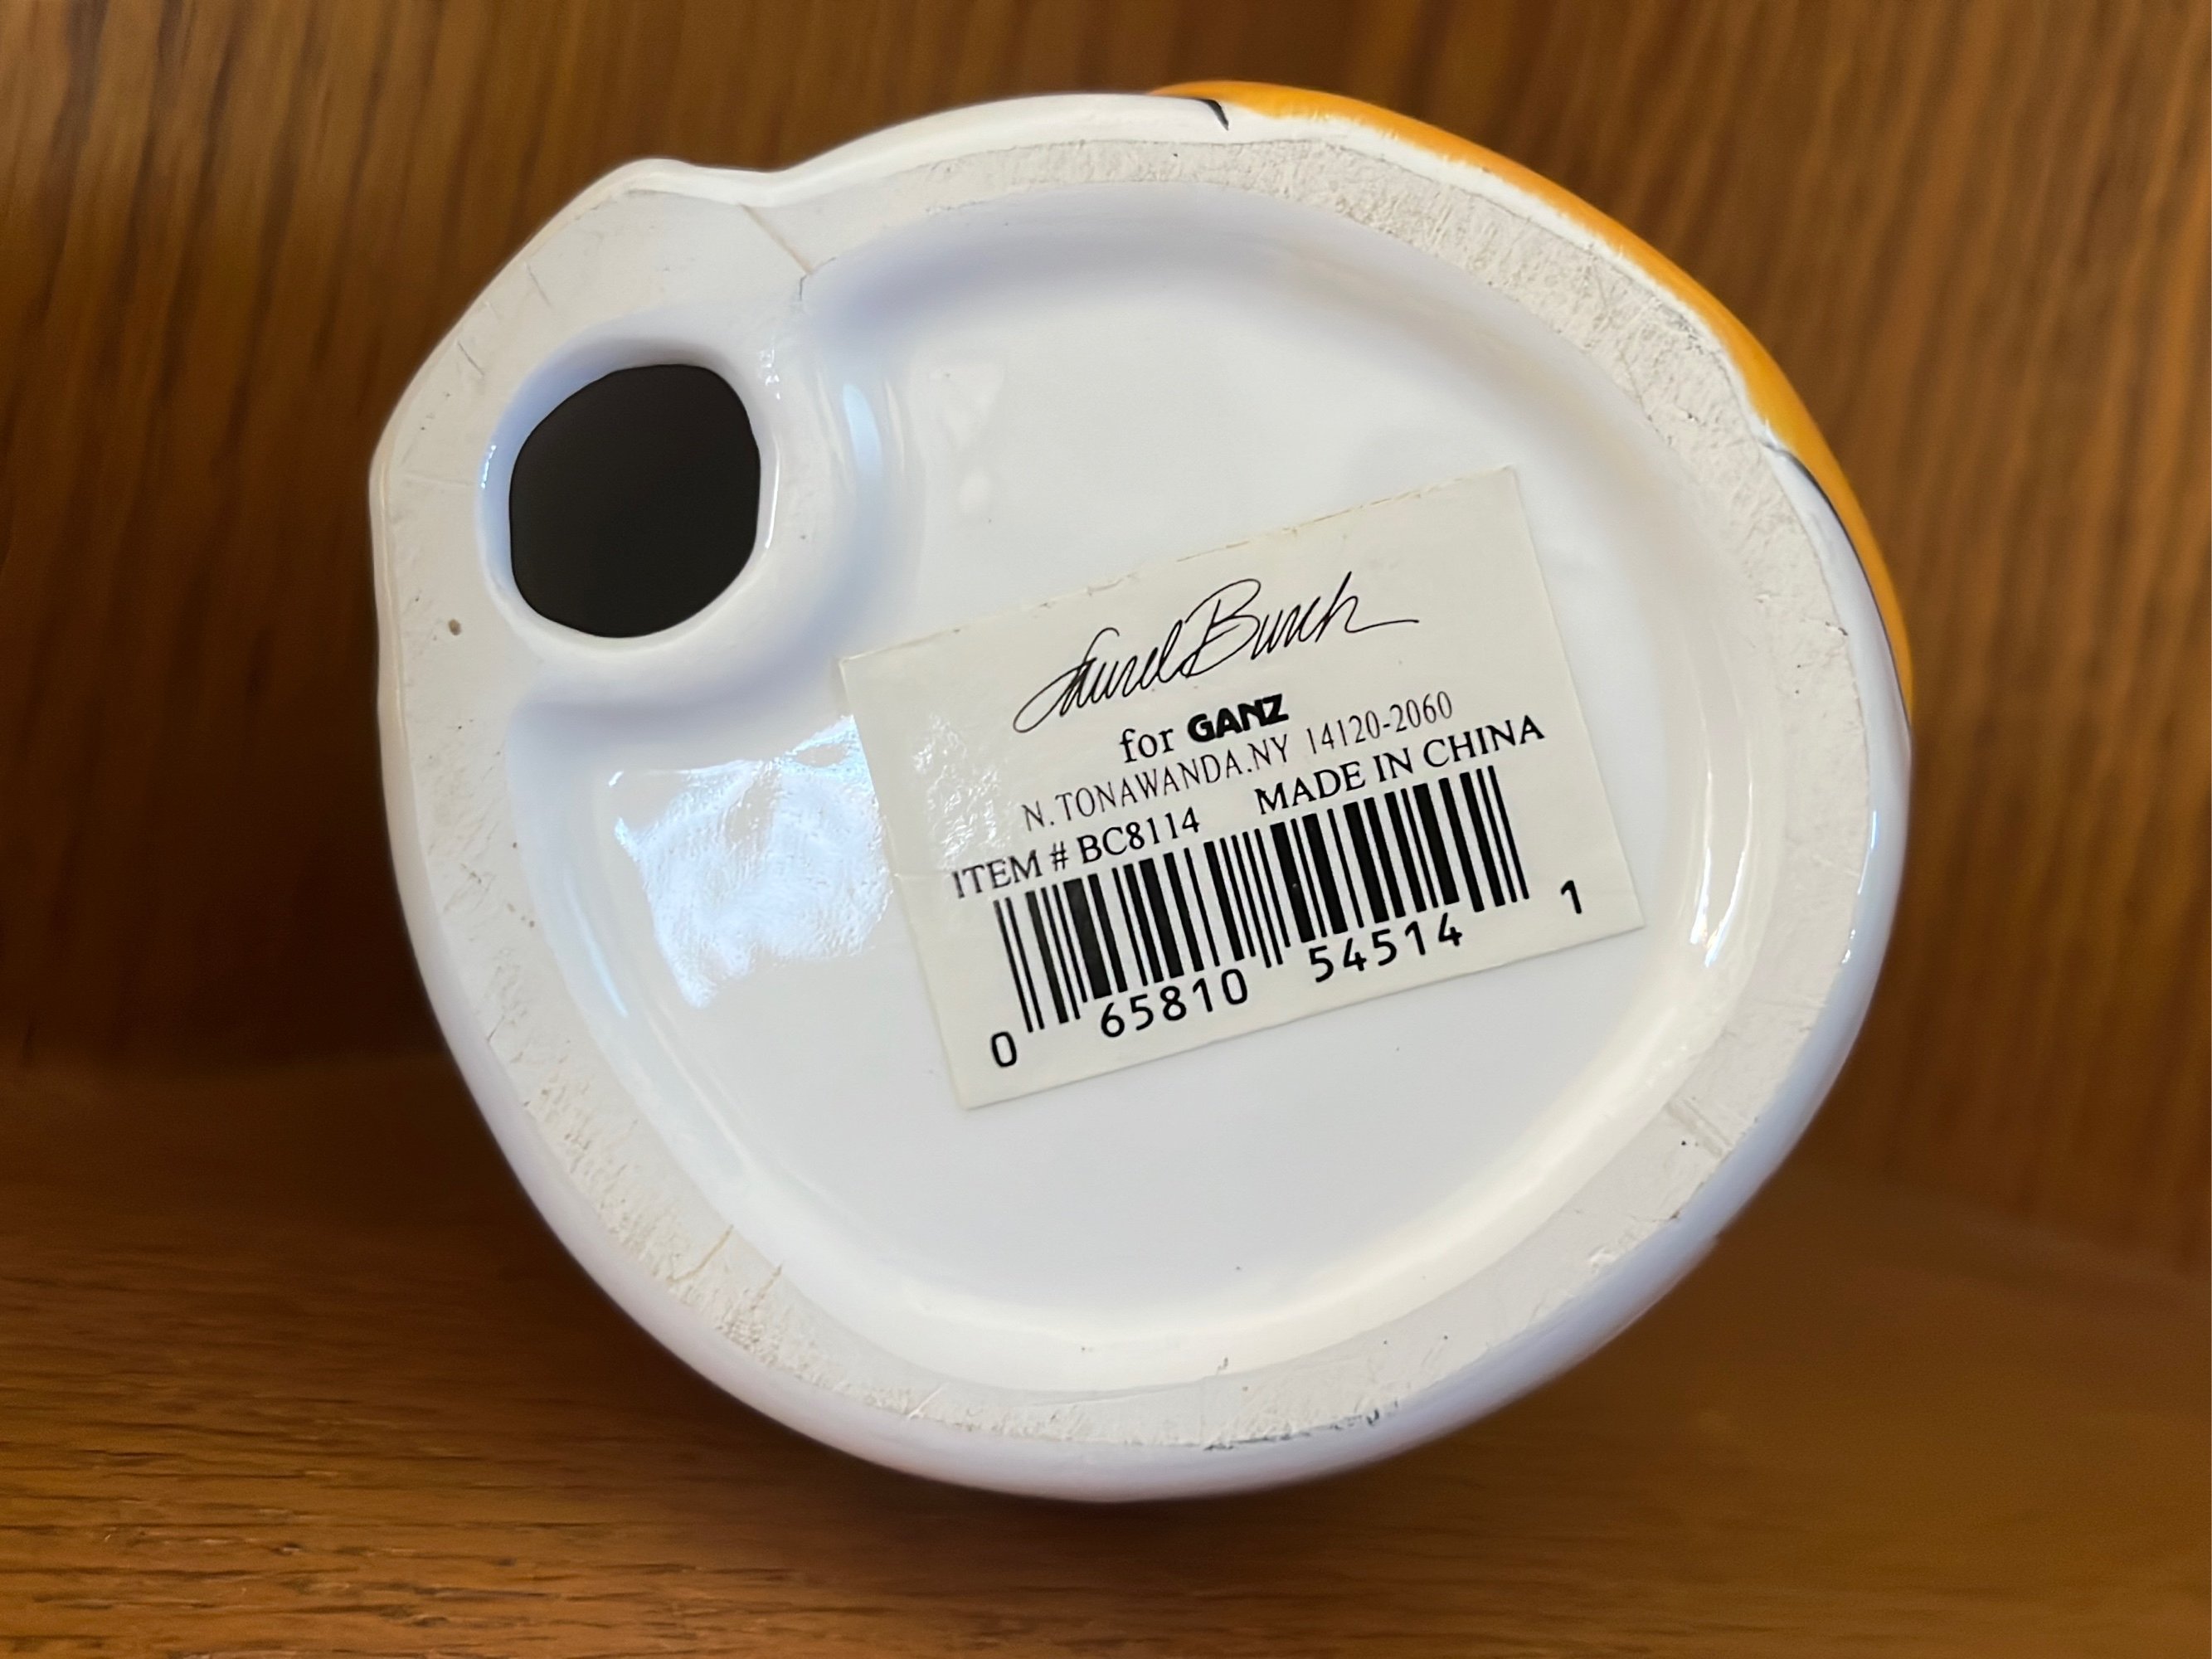 Laurel Burch
for GANZ
N. TONAWANDA.NY 14120-2060
ITEM # BC8114 MADE IN CHINA
0 65810 54514 1